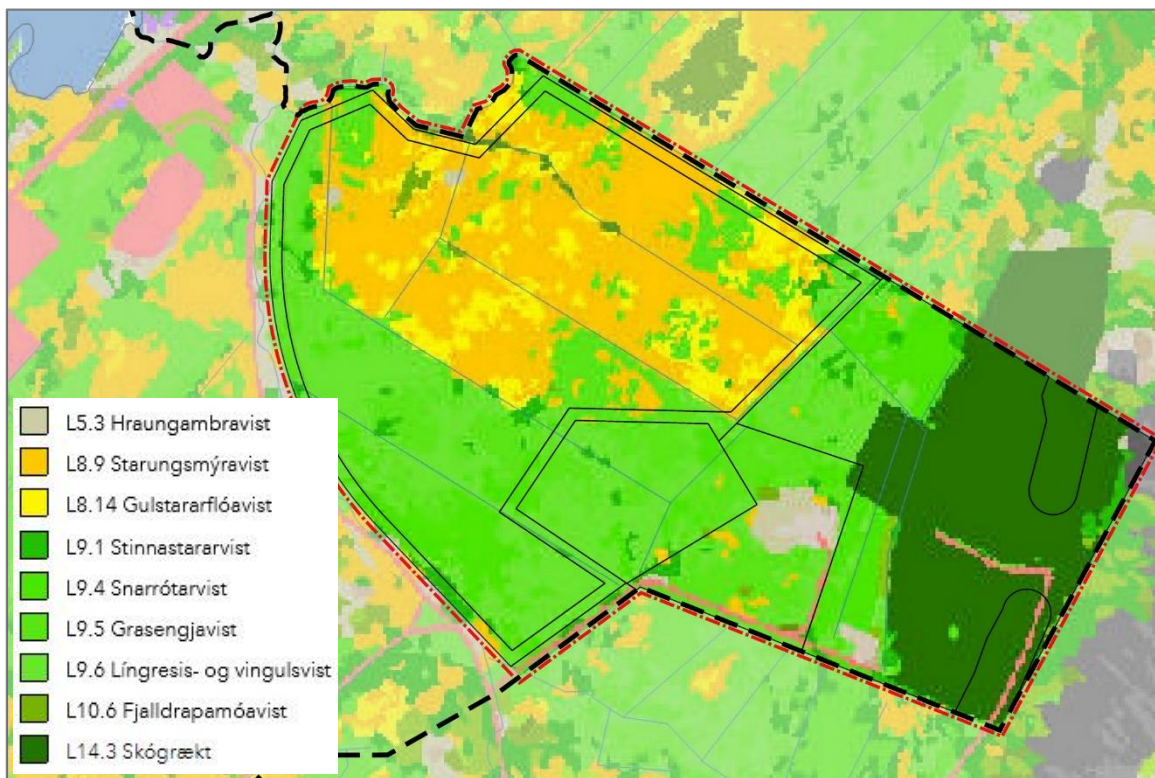 L5.3 Hraungambravist
L8.9 Starungsmýravist
L8.14 Gulstararflóavist
L9.1 Stinnastararvist
L9.4 Snarrótarvist
L9.5 Grasengjavist
L9.6 Língresis- og vingulsvist
L10.6 Fjalldrapamóavist
L14.3 Skógrækt